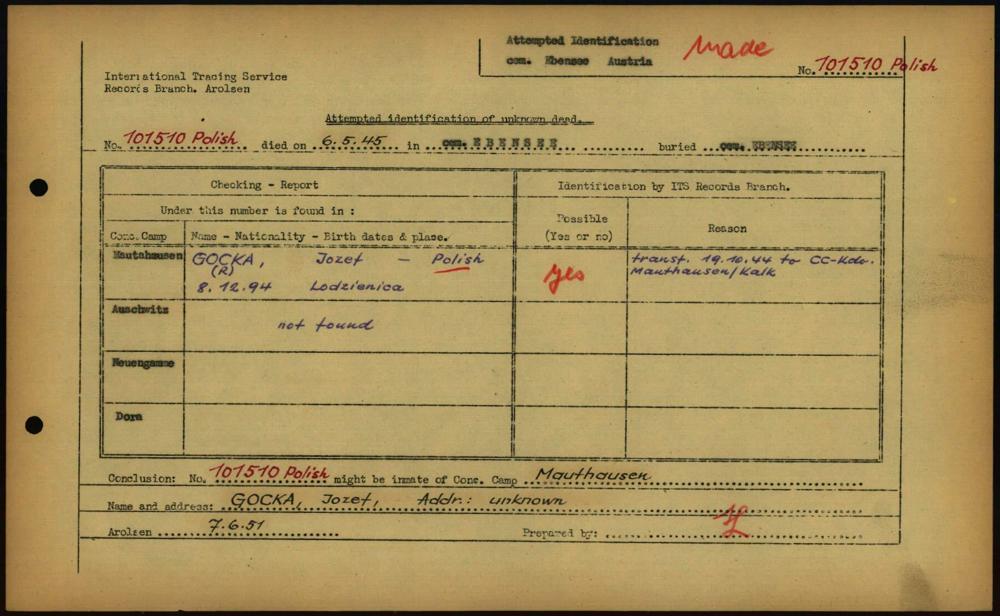 Attempted Identification
cem. Ebensee Austria
Made
No. 101510 Polish
International Tracing Service
Records Branch. Arolsen
Attempted identification of unknown dead.
No. 101510 Polish died on 6.5.45 in cem. EBENSEE buried cem. EBENSEE
Checking - Report
Identification by ITS Records Branch.
Under this number is found in :
Possible
(Yes or no)
Reason
Conc. Camp
Name - Nationality - Birth dates & place.
Mauthausen
GOCKA, Jozef - Polish
(R)
8. 12. 94 Lodzienica
yes
transf. 19.10.44 to CC-Kdo.
Mauthausen/Kalk
Auschwitz
not found
Neuengamme
Dora
Conclusion: No. 101510 Polish might be inmate of Conc. Camp Mauthausen
Name and address: GOCKA, Jozef, Addr.: unknown
Arolsen 7.6.51
Prepared by: